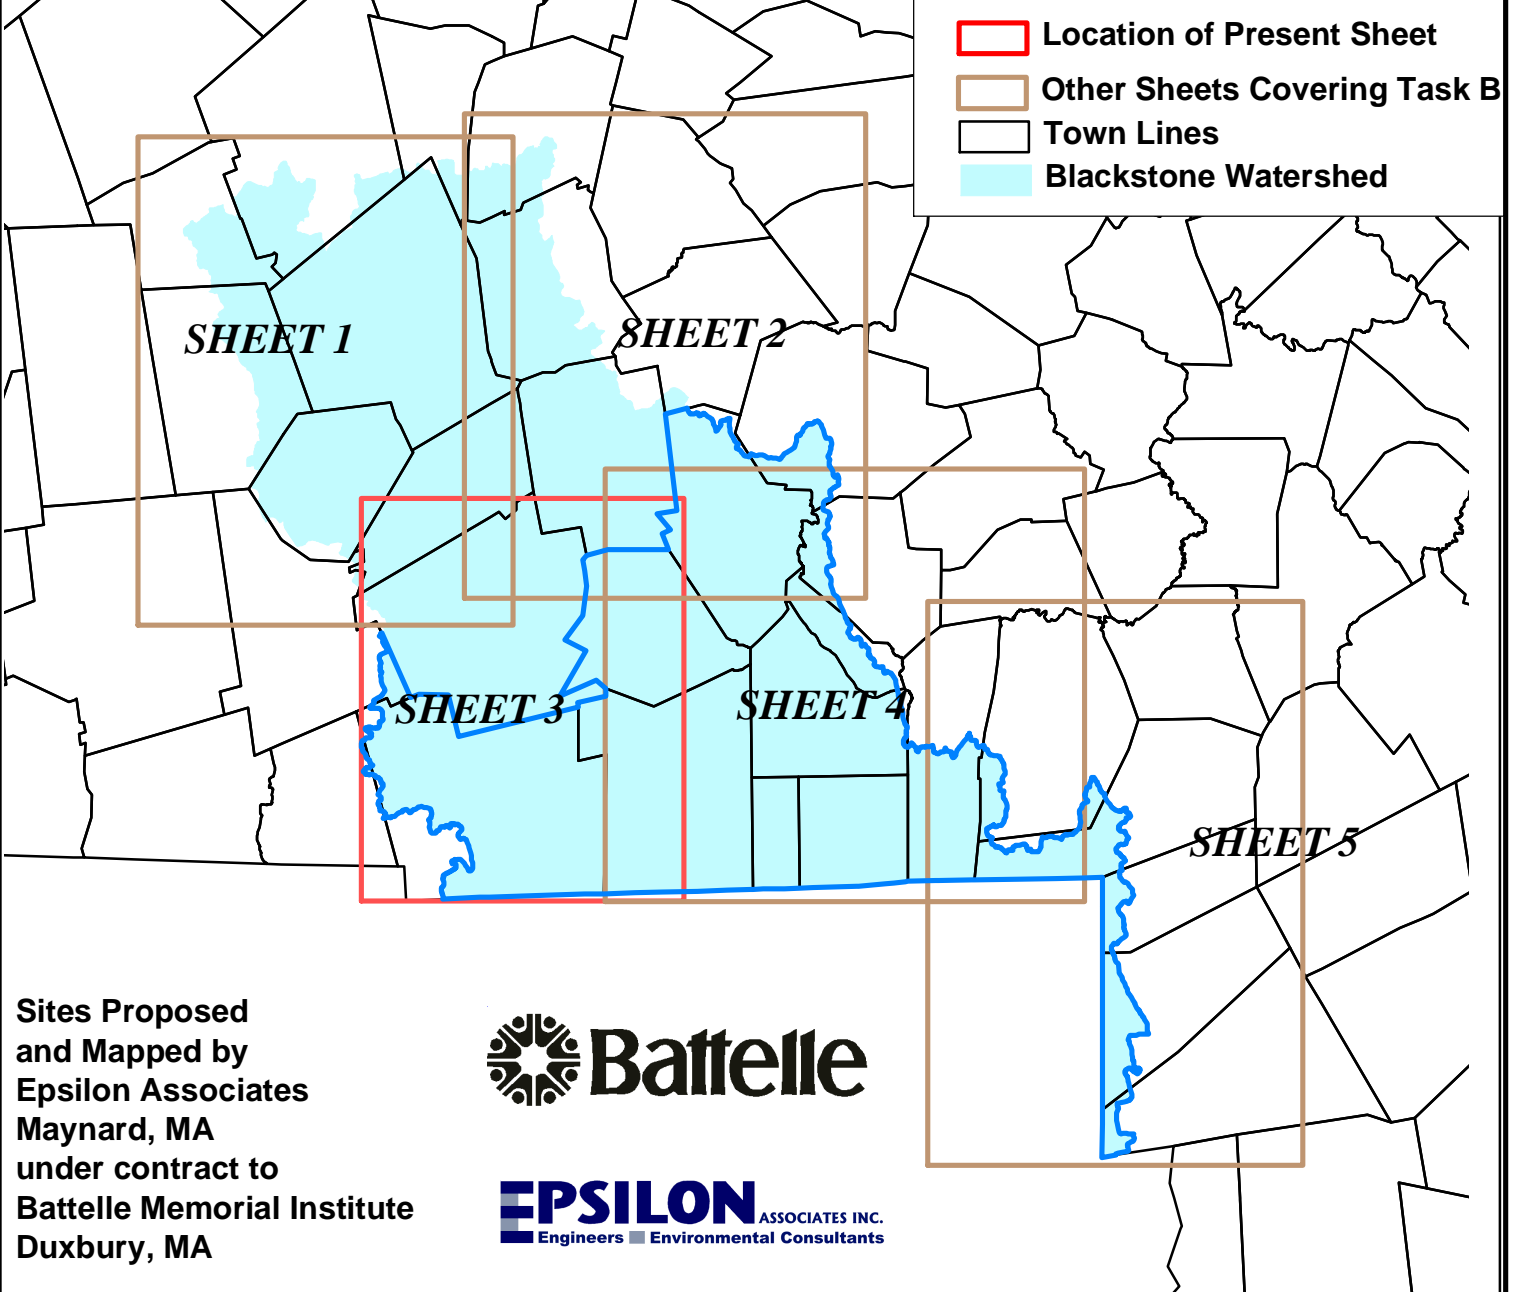 Location of Present Sheet
Other Sheets Covering Task B
Town Lines
Blackstone Watershed
SHEET 1
SHEET 2
SHEET 3
SHEET 4
SHEET 5
Sites Proposed
and Mapped by
Epsilon Associates
Maynard, MA
under contract to
Battelle Memorial Institute
Duxbury, MA
Battelle
EPSILON ASSOCIATES INC.
Engineers Environmental Consultants